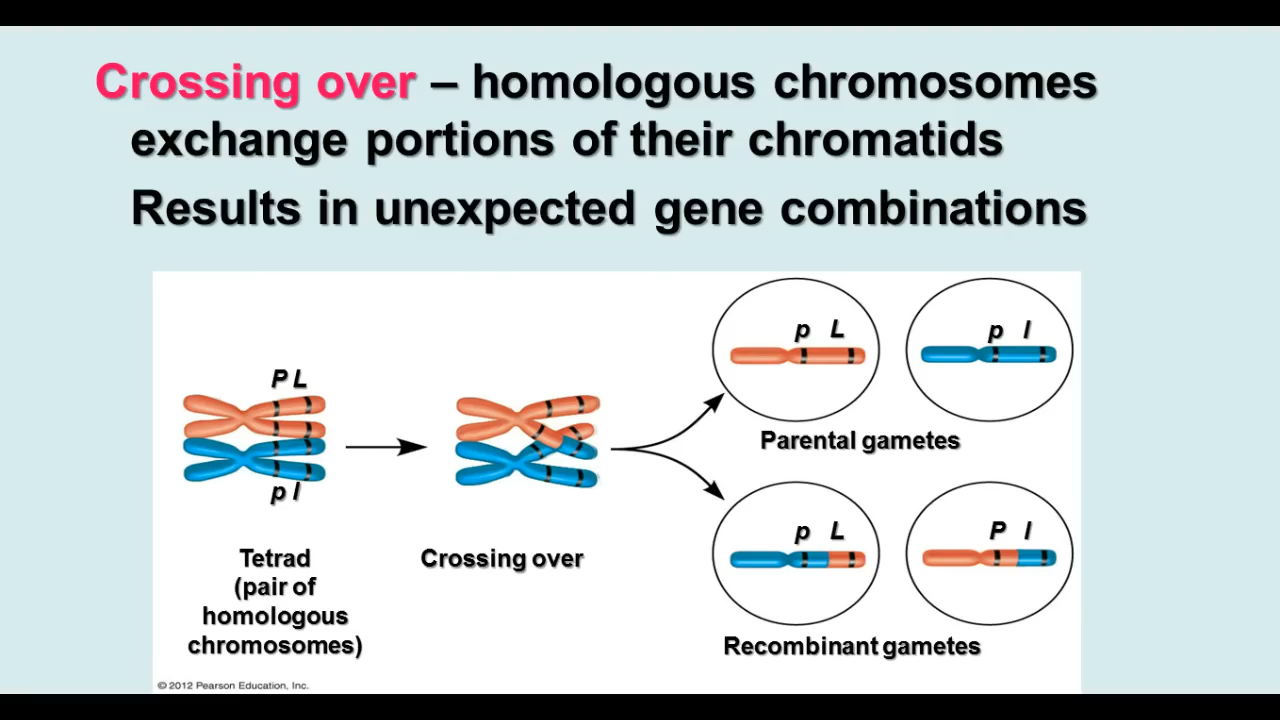 Crossing over – homologous chromosomes
exchange portions of their chromatids
Results in unexpected gene combinations
P L
p l
Tetrad
(pair of
homologous
chromosomes)
Crossing over
p L
p l
Parental gametes
p L
P l
Recombinant gametes
© 2012 Pearson Education, Inc.